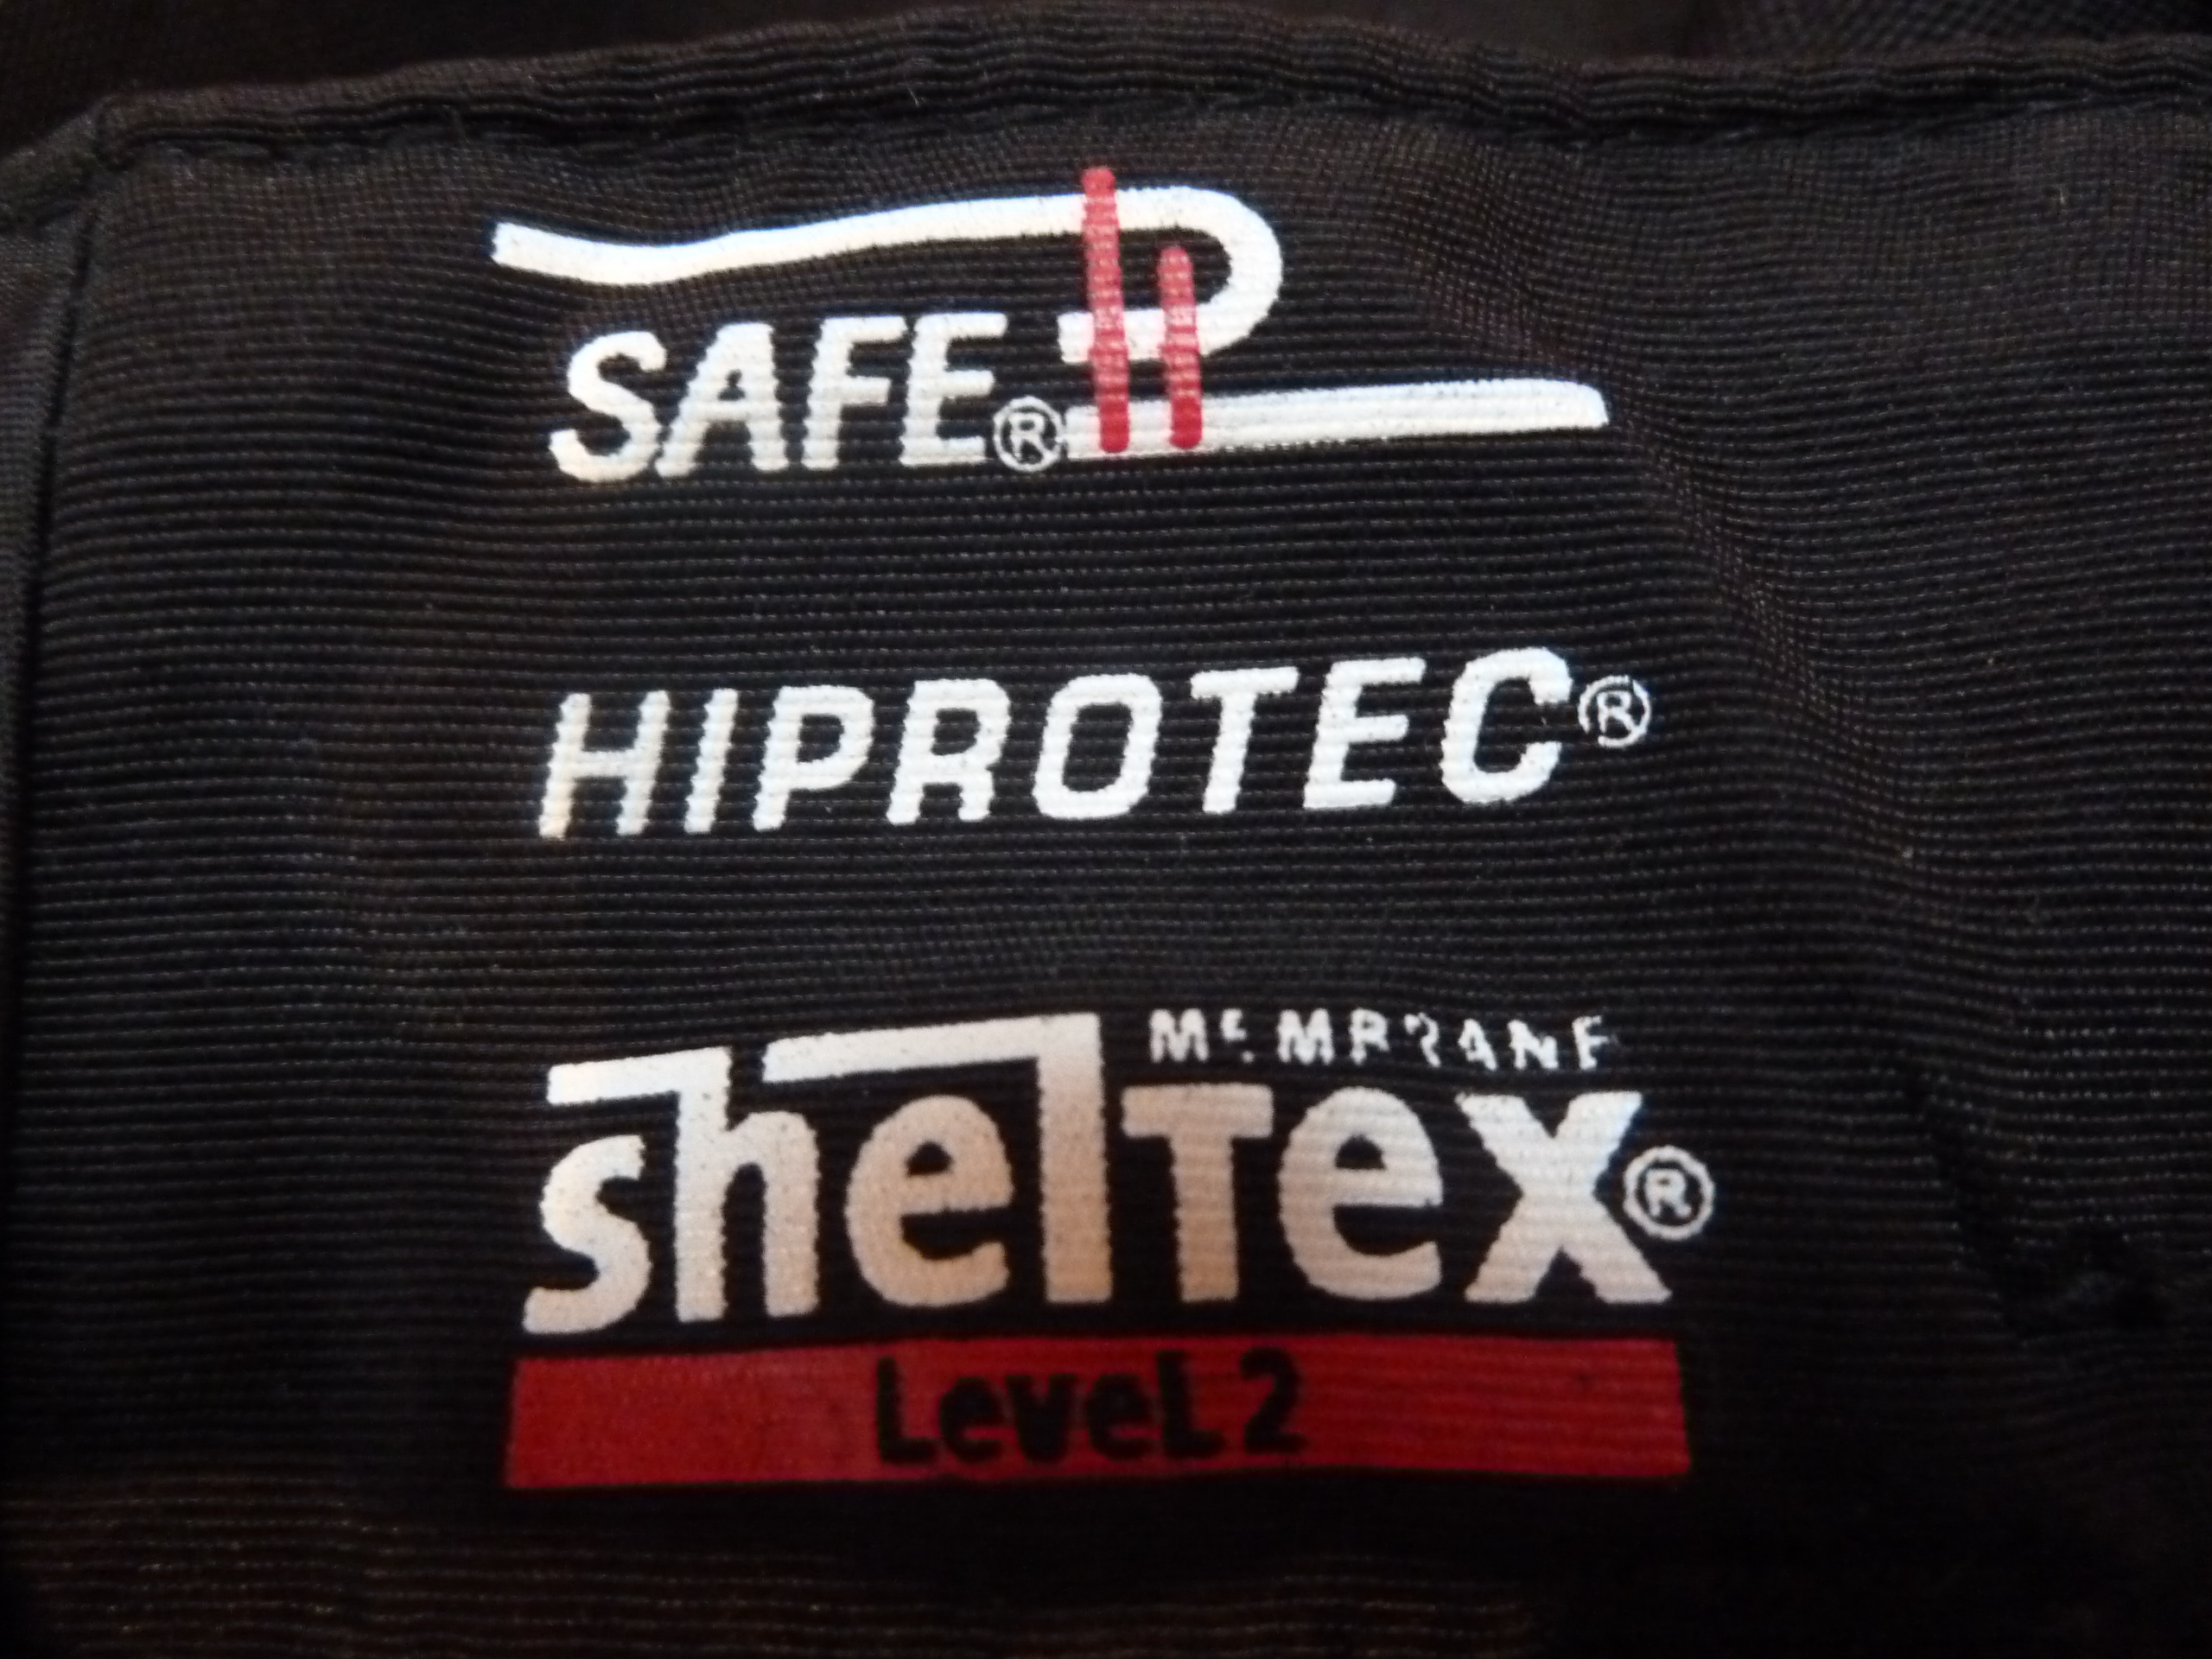 SAFE®
HIPROTEC®
MEMBRANE
shelTex®
LeveL 2